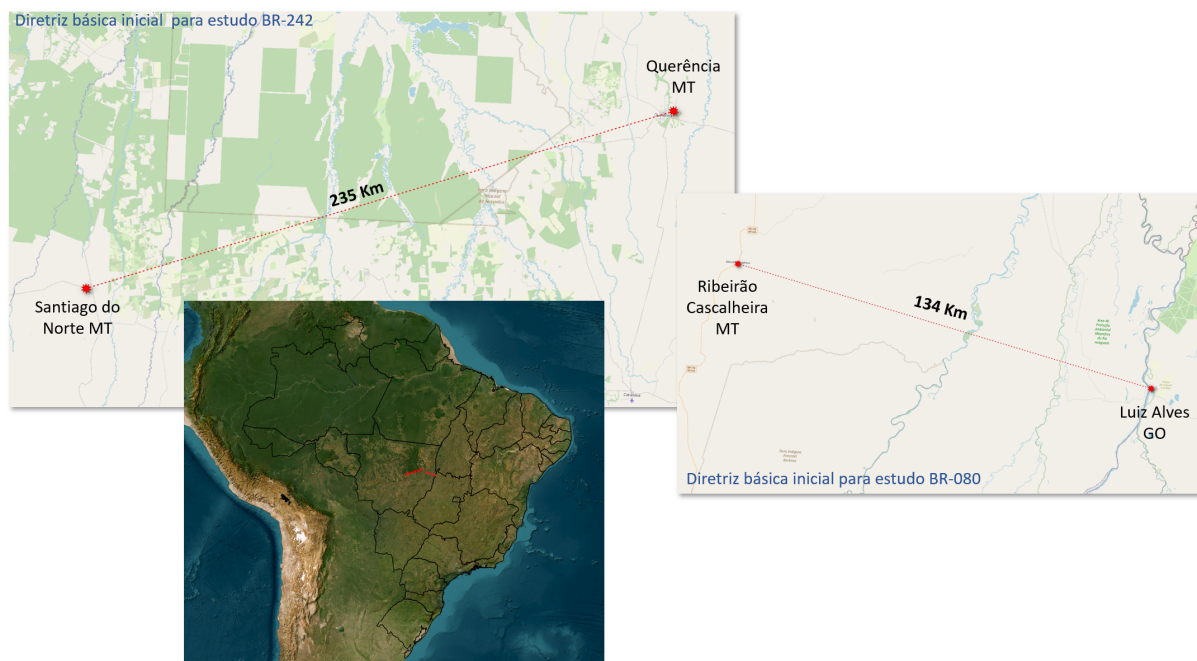 Diretriz básica inicial  para estudo BR-242
Querência
MT
235 Km
Santiago do
Norte MT
Ribeirão
Cascalheira
MT
134 Km
Luiz Alves
GO
Diretriz básica inicial para estudo BR-080